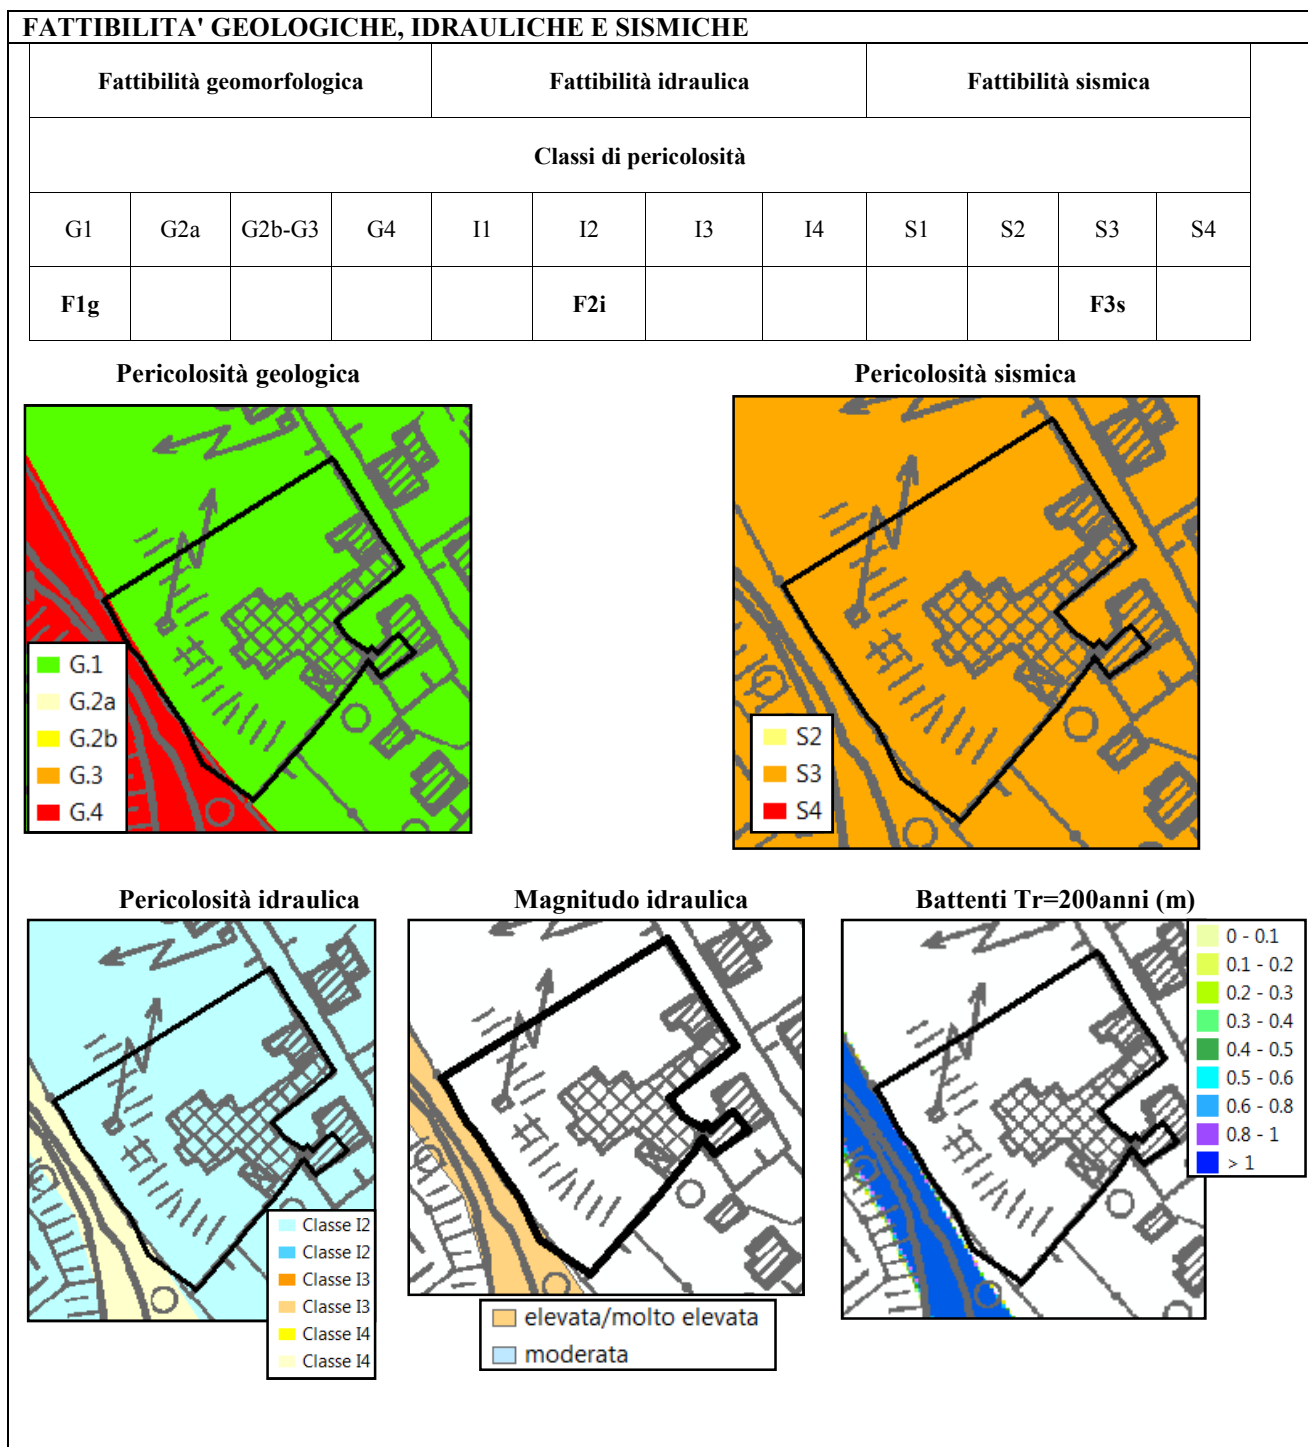 FATTIBILITA' GEOLOGICHE, IDRAULICHE E SISMICHE
Fattibilità geomorfologica Fattibilità idraulica Fattibilità sismica
Classi di pericolosità
G1 G2a G2b-G3 G4 I1 I2 I3 I4 S1 S2 S3 S4
F1g F2i F3s
Pericolosità geologica Pericolosità sismica
G.1
G.2a
G.2b
G.3
G.4
S2
S3
S4
Pericolosità idraulica Magnitudo idraulica Battenti Tr=200anni (m)
Classe I2
Classe I2
Classe I3
Classe I3
Classe I4
Classe I4
elevata/molto elevata
moderata
0 - 0.1
0.1 - 0.2
0.2 - 0.3
0.3 - 0.4
0.4 - 0.5
0.5 - 0.6
0.6 - 0.8
0.8 - 1
> 1